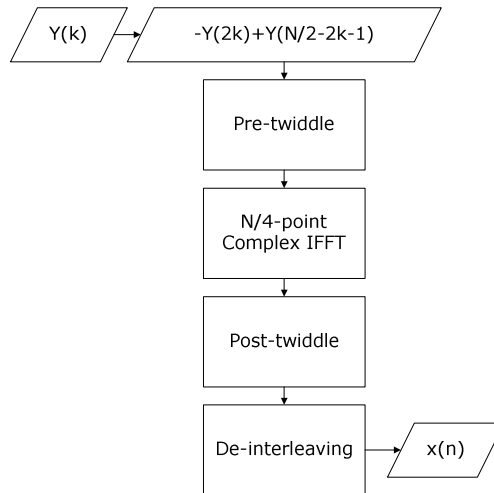 Y(k)
-Y(2k)+Y(N/2-2k-1)
Pre-twiddle
N/4-point
Complex IFFT
Post-twiddle
De-interleaving
x(n)